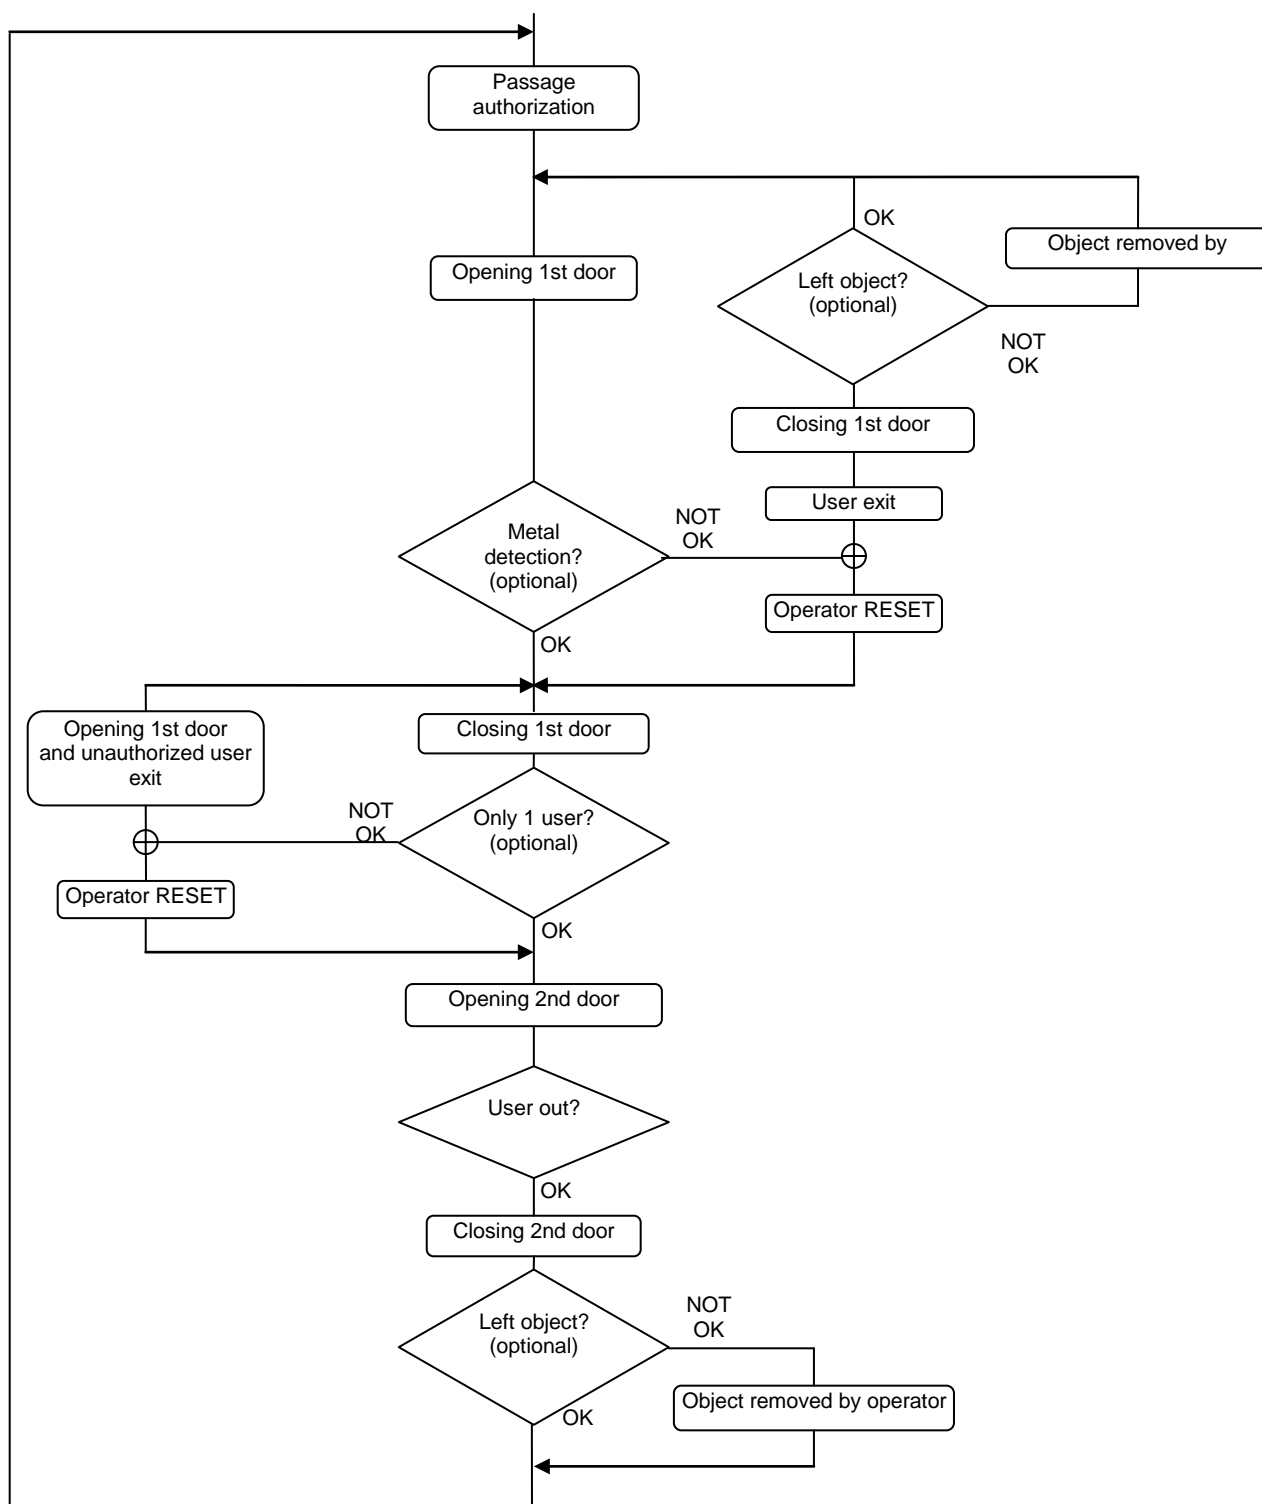 Passage
authorization
OK
Object removed by
Opening 1st door
Left object?
(optional)
NOT
OK
Closing 1st door
User exit
NOT
OK
Metal
detection?
(optional)
Operator RESET
OK
Opening 1st door
and unauthorized user
exit
Closing 1st door
NOT
OK
Only 1 user?
(optional)
Operator RESET
OK
Opening 2nd door
User out?
OK
Closing 2nd door
Left object?
(optional)
NOT
OK
Object removed by operator
OK